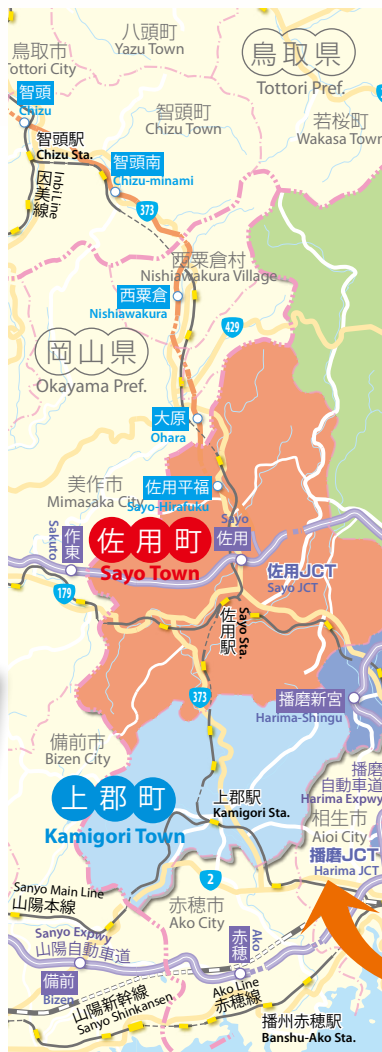 八頭町
Yazu Town
鳥取市
Tottori City
鳥取県
Tottori Pref.
智頭
Chizu
智頭町
Chizu Town
若桜町
Wakasa Town
智頭駅
Chizu Sta.
智頭南
Chizu-minami
因美線
Inbi Line
373
西粟倉村
Nishiawakura Village
西粟倉
Nishiawakura
429
岡山県
Okayama Pref.
大原
Ohara
美作市
Mimasaka City
佐用平福
Sayo-Hirafuku
佐用町
Sayo Town
Sayo
佐用
作東
Sakuto
佐用JCT
Sayo JCT
179
佐用駅
Sayo Sta.
373
播磨新宮
Harima-Shingu
備前市
Bizen City
上郡町
Kamigori Town
上郡駅
Kamigori Sta.
播磨
自動車道
Harima Expwy
相生市
Aioi City
播磨JCT
Harima JCT
2
Sanyo Main Line
山陽本線
赤穂市
Ako City
Sanyo Expwy
山陽自動車道
赤穂
Ako
備前
Bizen
山陽新幹線
Sanyo Shinkansen
Ako Line
赤穂線
播州赤穂駅
Banshu-Ako Sta.